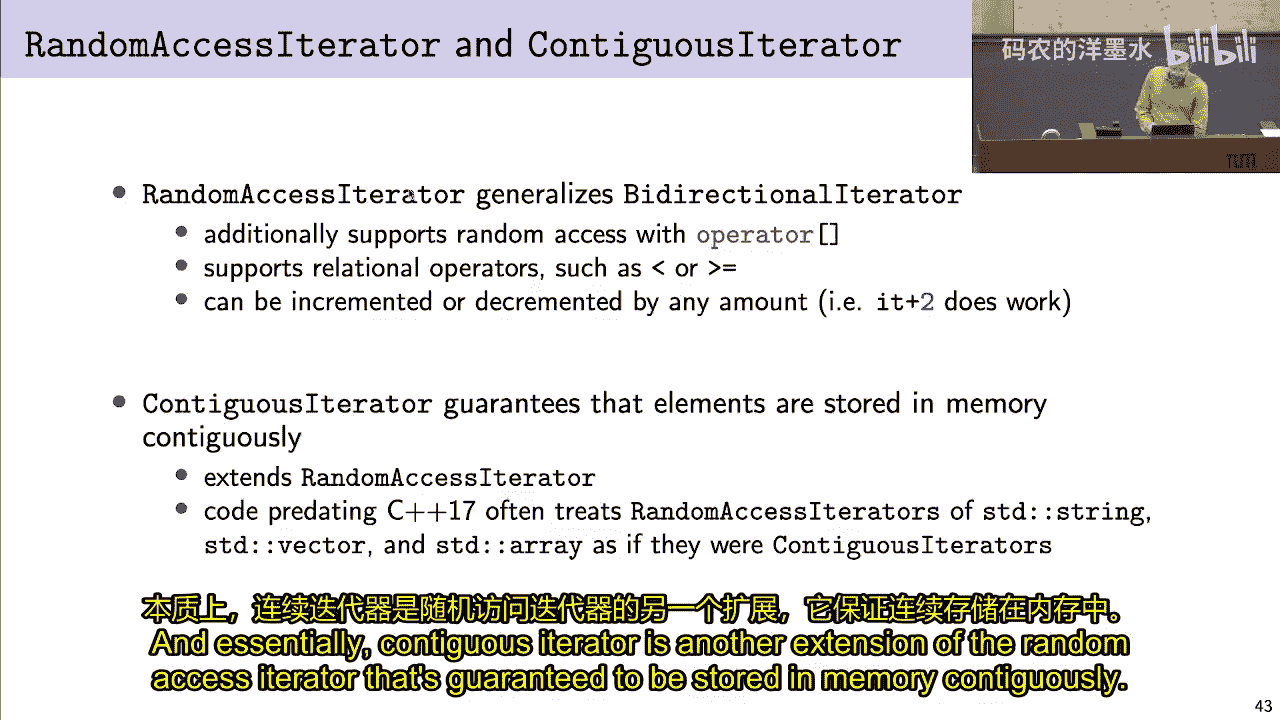 RandomAccessIterator and ContiguousIterator
码农的洋墨水 bilibili
TUM
RandomAccessIterator generalizes BidirectionalIterator
additionally supports random access with operator[]
supports relational operators, such as < or >=
can be incremented or decremented by any amount (i.e. it+2 does work)
ContiguousIterator guarantees that elements are stored in memory
contiguously
extends RandomAccessIterator
code predating C++17 often treats RandomAccessIterators of std::string,
std::vector, and std::array as if they were ContiguousIterators
本质上，连续迭代器是随机访问迭代器的另一个扩展，它保证连续存储在内存中。
And essentially, contiguous iterator is another extension of the random
access iterator that's guaranteed to be stored in memory contiguously.
43